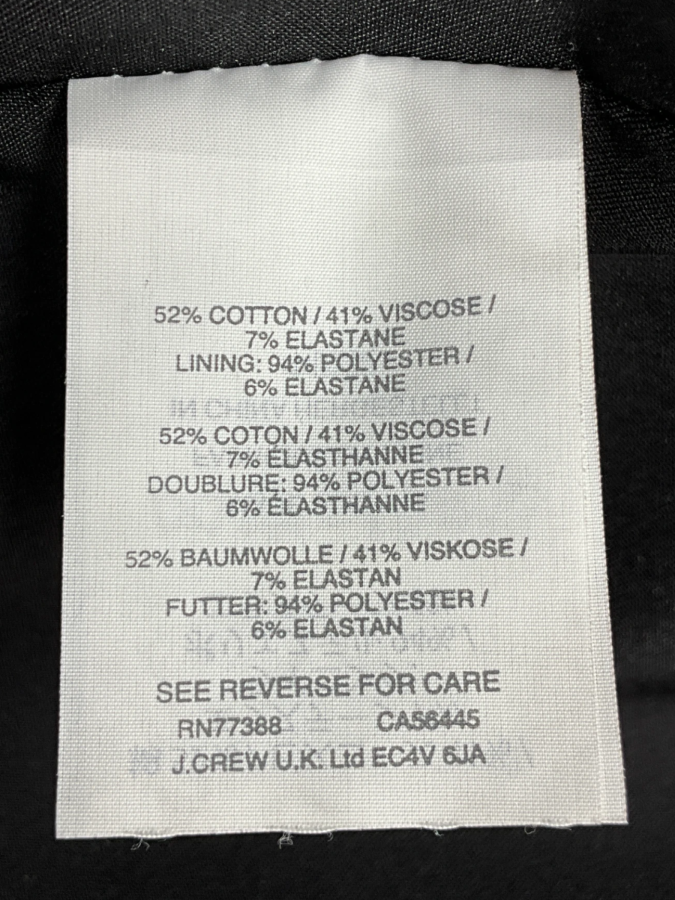 52% COTTON / 41% VISCOSE /
7% ELASTANE
LINING: 94% POLYESTER /
6% ELASTANE
52% COTON / 41% VISCOSE /
7% ÉLASTHANNE
DOUBLURE: 94% POLYESTER /
6% ÉLASTHANNE
52% BAUMWOLLE / 41% VISKOSE /
7% ELASTAN
FUTTER: 94% POLYESTER /
6% ELASTAN
SEE REVERSE FOR CARE
RN77388 CA56445
J.CREW U.K. Ltd EC4V 6JA